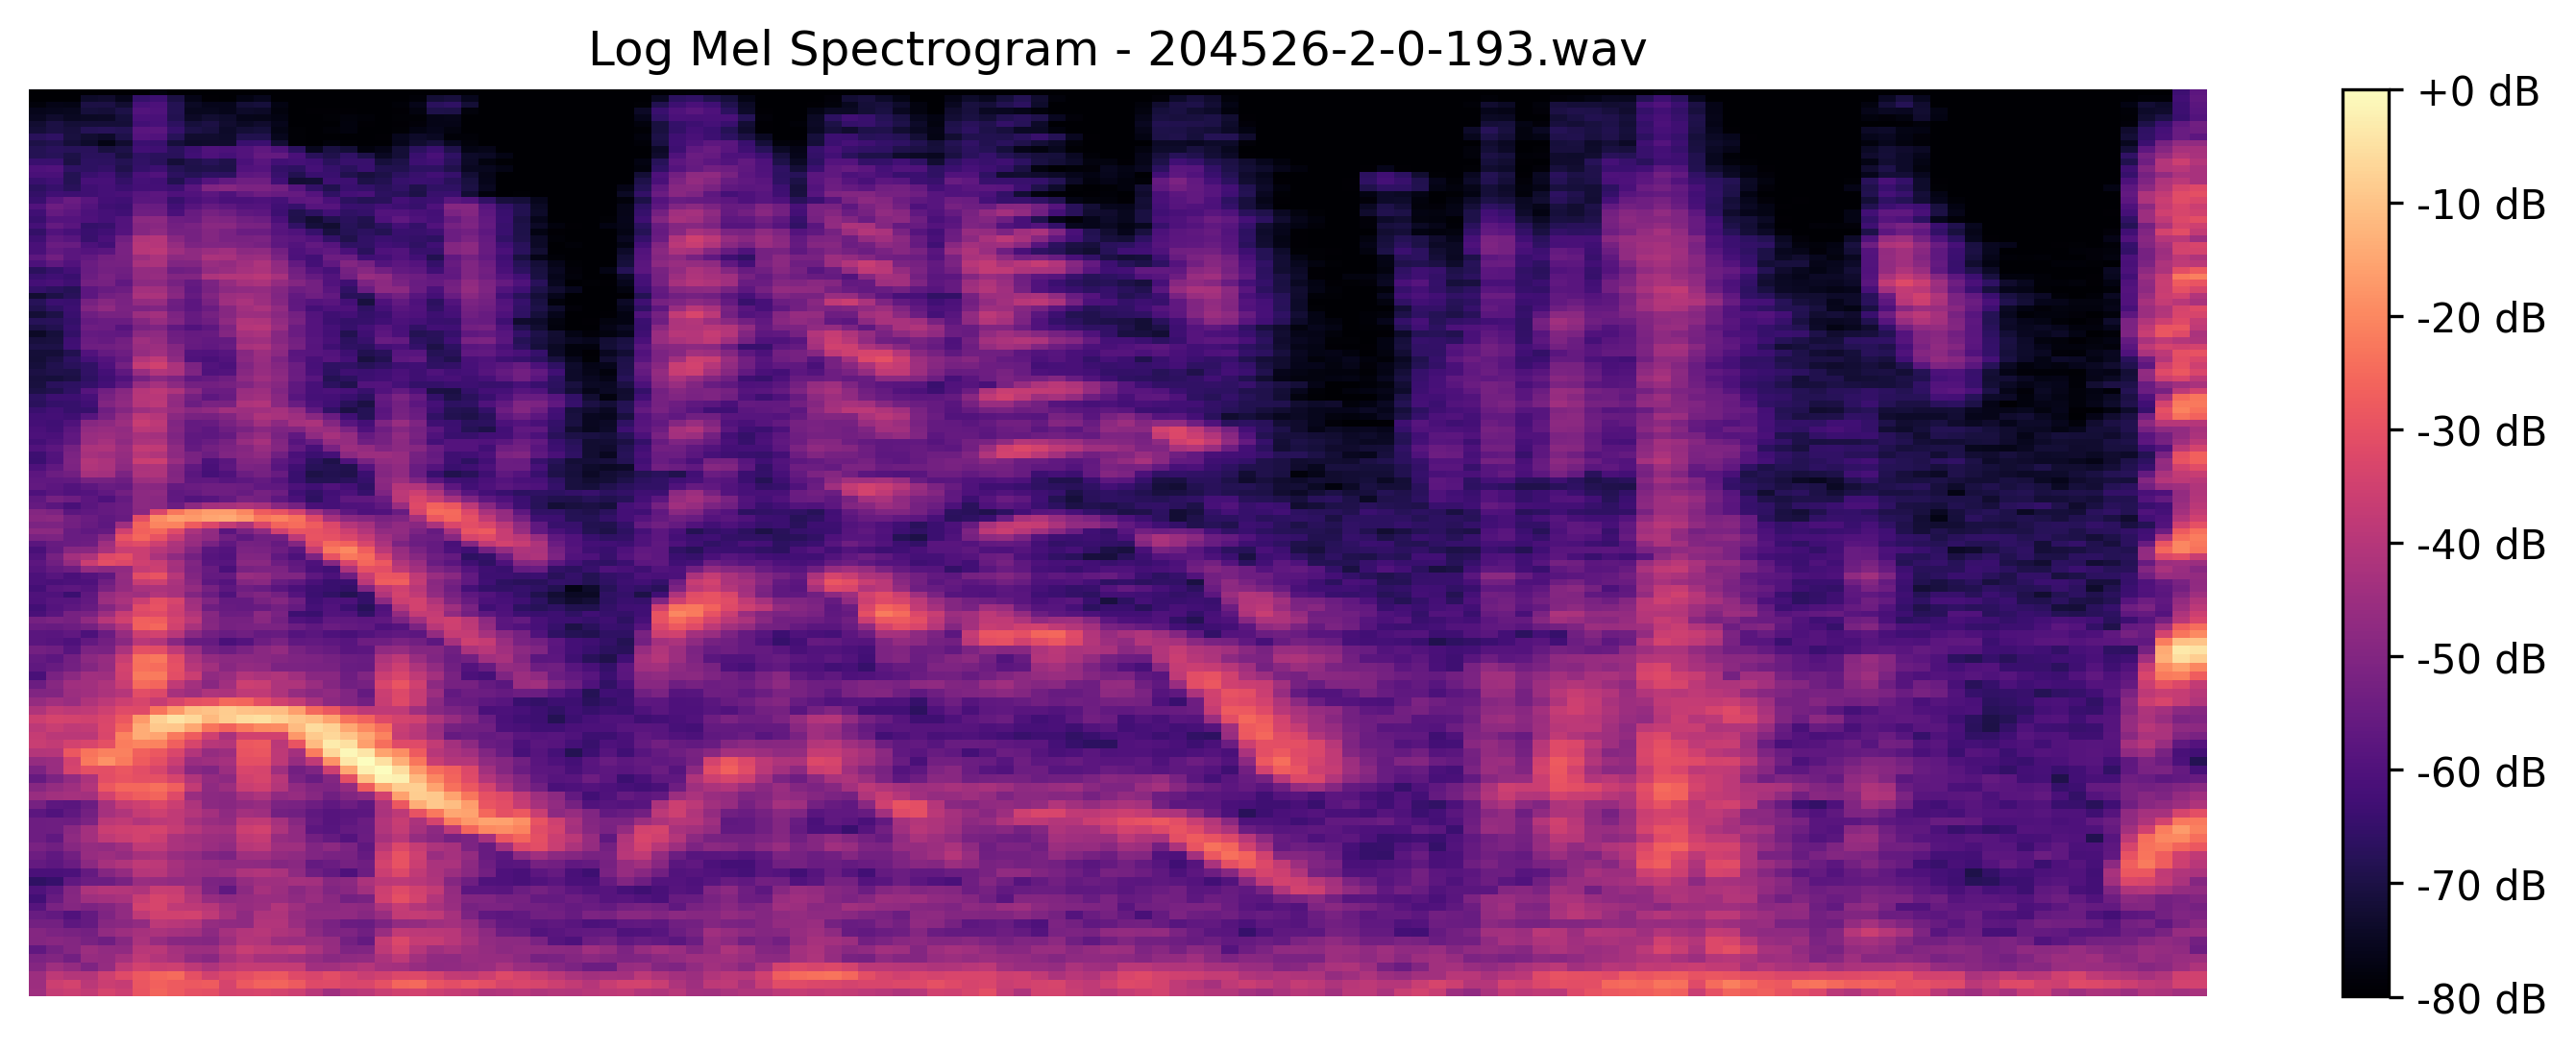 Log Mel Spectrogram - 204526-2-0-193.wav
+0 dB
-10 dB
-20 dB
-30 dB
-40 dB
-50 dB
-60 dB
-70 dB
-80 dB